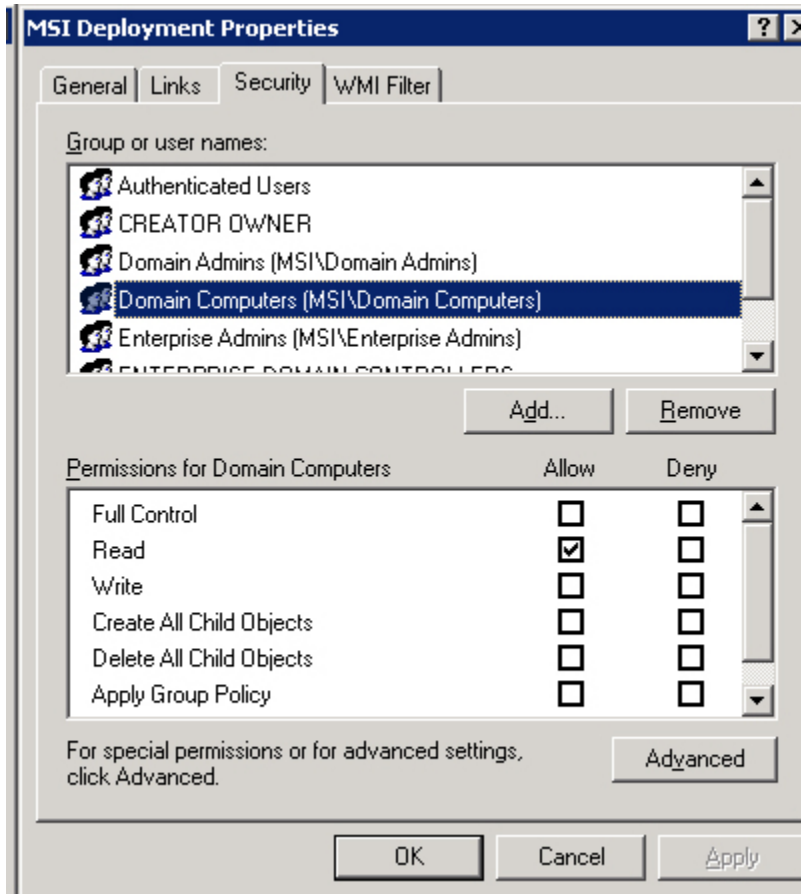 MSI Deployment Properties
General Links Security WMI Filter
Group or user names:
Authenticated Users
CREATOR OWNER
Domain Admins (MSI\Domain Admins)
Domain Computers (MSI\Domain Computers)
Enterprise Admins (MSI\Enterprise Admins)
ENTERPRISE DOMAIN CONTROLLERS
Add... Remove
Permissions for Domain Computers Allow Deny
Full Control
Read
Write
Create All Child Objects
Delete All Child Objects
Apply Group Policy
For special permissions or for advanced settings,
click Advanced.
Advanced
OK Cancel Apply